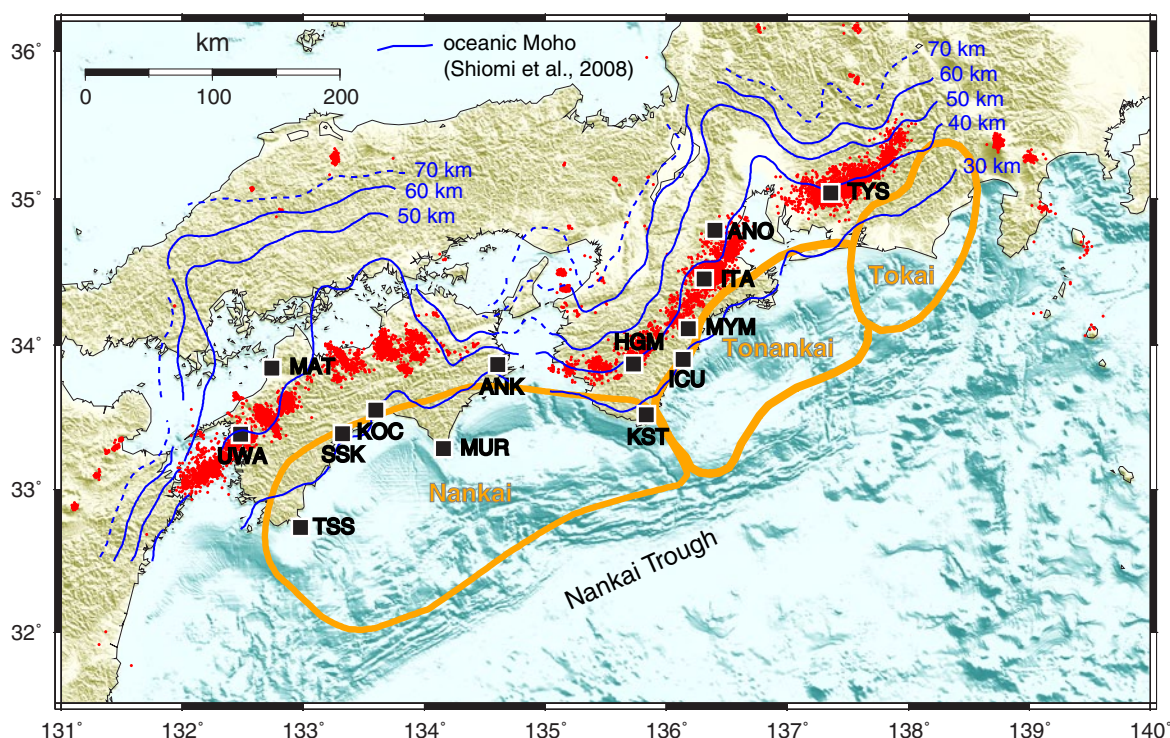 km
0 100 200
oceanic Moho
(Shiomi et al., 2008)
70 km
60 km
50 km
40 km
30 km
70 km
60 km
50 km
TYS
ANO
ITA
Tokai
MYM
HGM
Tonankai
MAT
ICU
ANK
KOC
KST
UWA
SSK
MUR
Nankai
TSS
Nankai Trough
36°
35°
34°
33°
32°
131 132 133 134 135 136 137 138 139 140°